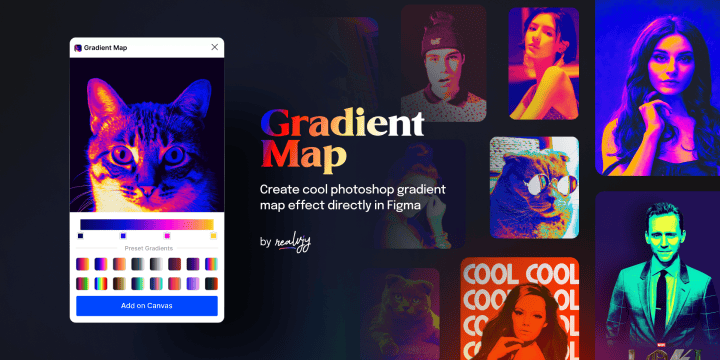 Gradient Map
Gradient
Map
Create cool photoshop gradient
map effect directly in Figma
by realvjy
Preset Gradients
Add on Canvas
COOL COOL
COOL
COOL
COOL
MARVEL